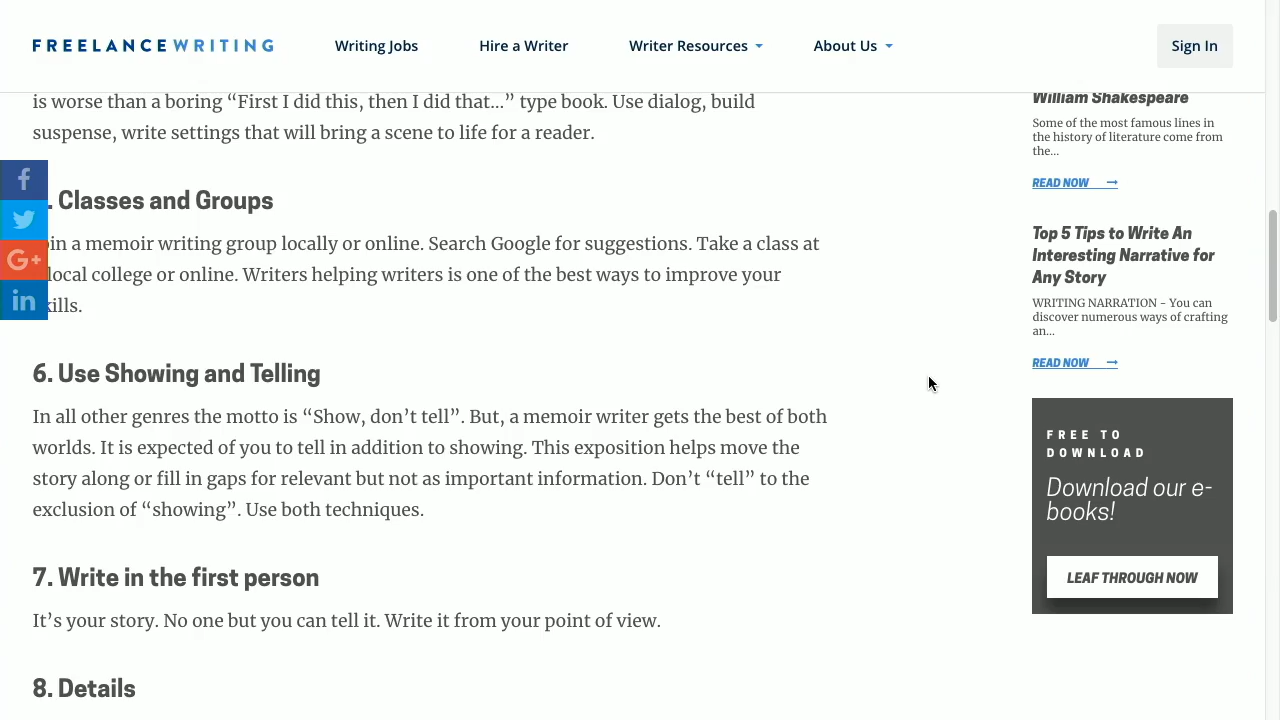 FREELANCEWRITING
Writing Jobs
Hire a Writer
Writer Resources
About Us
Sign In
is worse than a boring “First I did this, then I did that…” type book. Use dialog, build
suspense, write settings that will bring a scene to life for a reader.
. Classes and Groups
in a memoir writing group locally or online. Search Google for suggestions. Take a class at
local college or online. Writers helping writers is one of the best ways to improve your
kills.
6. Use Showing and Telling
In all other genres the motto is “Show, don’t tell”. But, a memoir writer gets the best of both
worlds. It is expected of you to tell in addition to showing. This exposition helps move the
story along or fill in gaps for relevant but not as important information. Don’t “tell” to the
exclusion of “showing”. Use both techniques.
7. Write in the first person
It’s your story. No one but you can tell it. Write it from your point of view.
8. Details
William Shakespeare
Some of the most famous lines in
the history of literature come from
the...
READ NOW
Top 5 Tips to Write An
Interesting Narrative for
Any Story
WRITING NARRATION - You can
discover numerous ways of crafting
an...
READ NOW
FREE TO
DOWNLOAD
Download our e-
books!
LEAF THROUGH NOW
f
G+
in